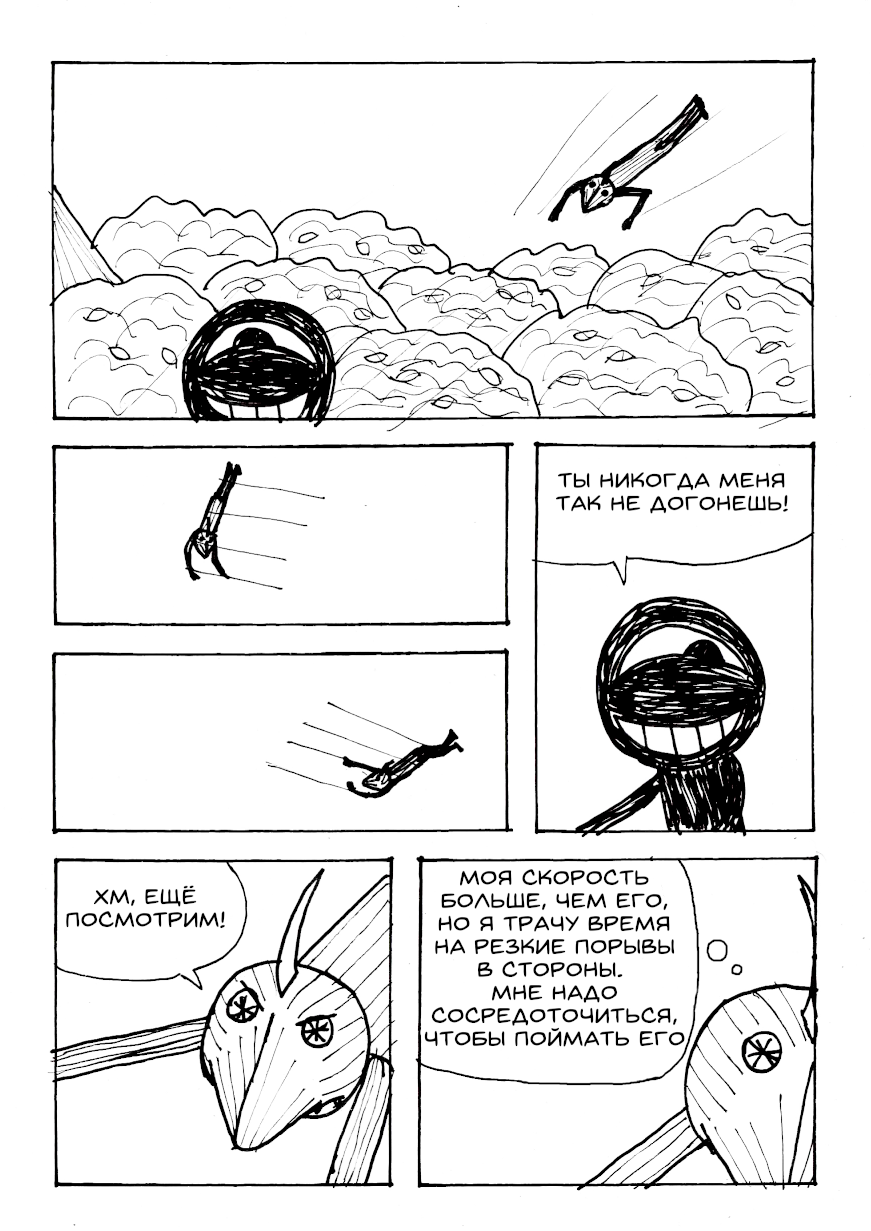 ТЫ НИКОГДА МЕНЯ
ТАК НЕ ДОГОНЕШЬ!
ХМ, ЕЩЁ
ПОСМОТРИМ!
МОЯ СКОРОСТЬ
БОЛЬШЕ, ЧЕМ ЕГО,
НО Я ТРАЧУ ВРЕМЯ
НА РЕЗКИЕ ПОРЫВЫ
В СТОРОНЫ.
МНЕ НАДО
СОСРЕДОТОЧИТЬСЯ,
ЧТОБЫ ПОЙМАТЬ ЕГО